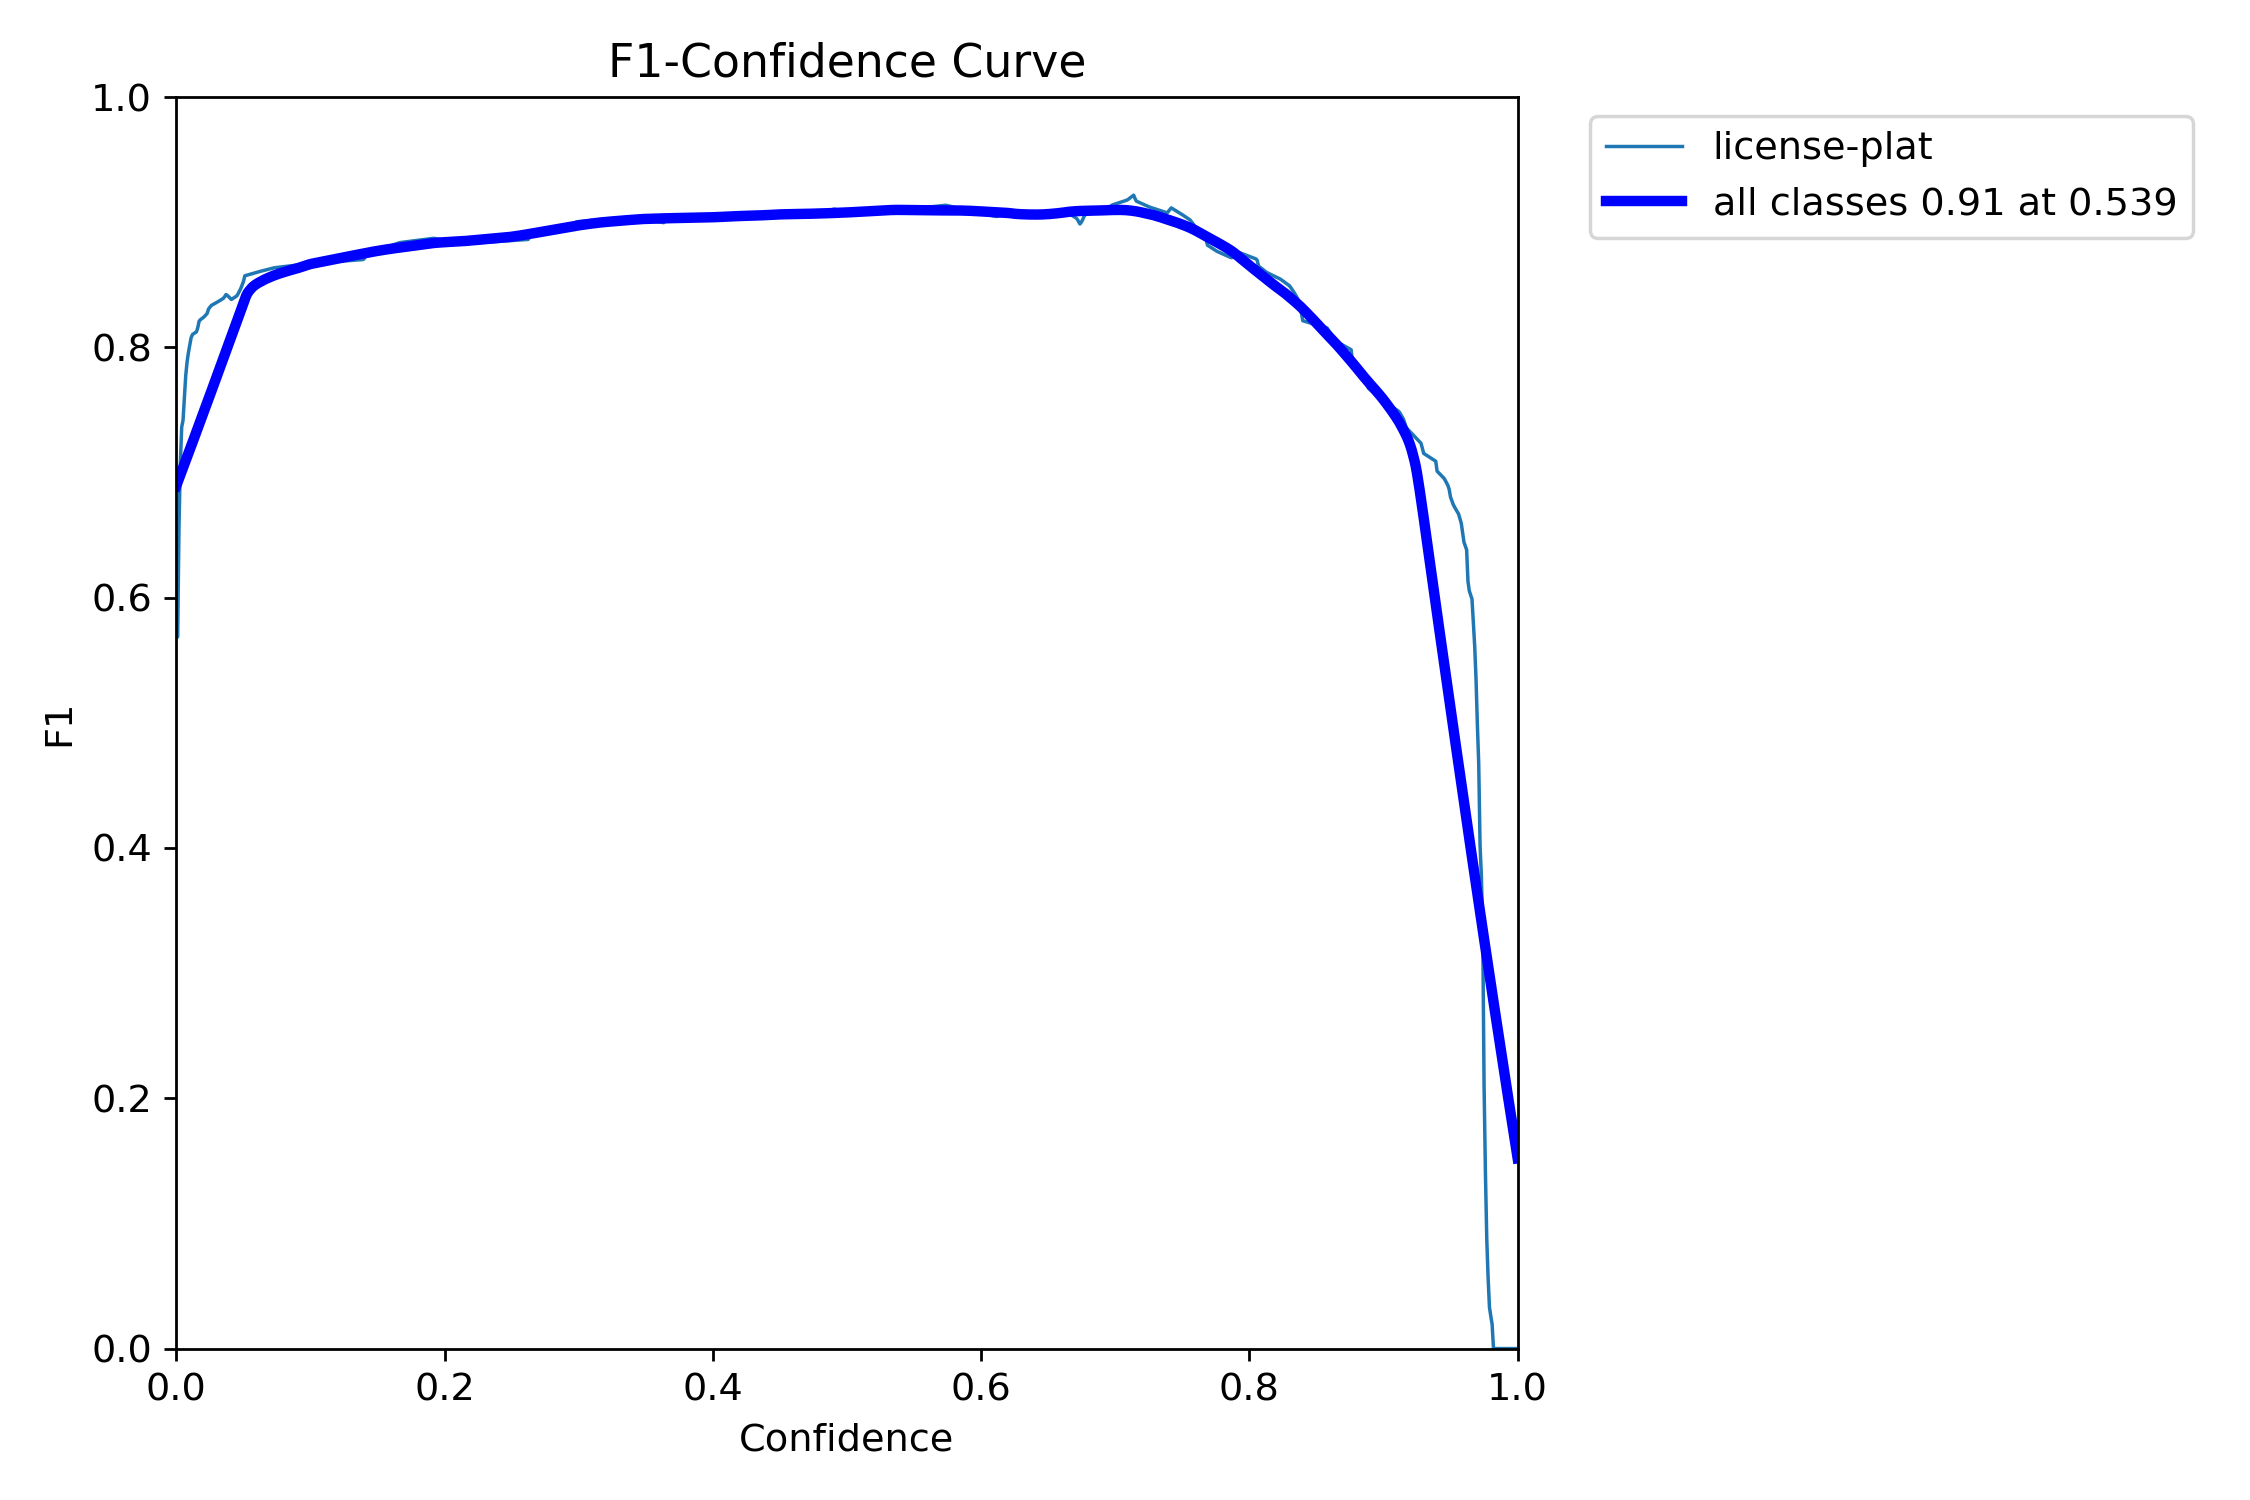 F1-Confidence Curve
license-plat
all classes 0.91 at 0.539
1.0
0.8
0.6
0.4
0.2
0.0
F1
0.0 0.2 0.4 0.6 0.8 1.0
Confidence